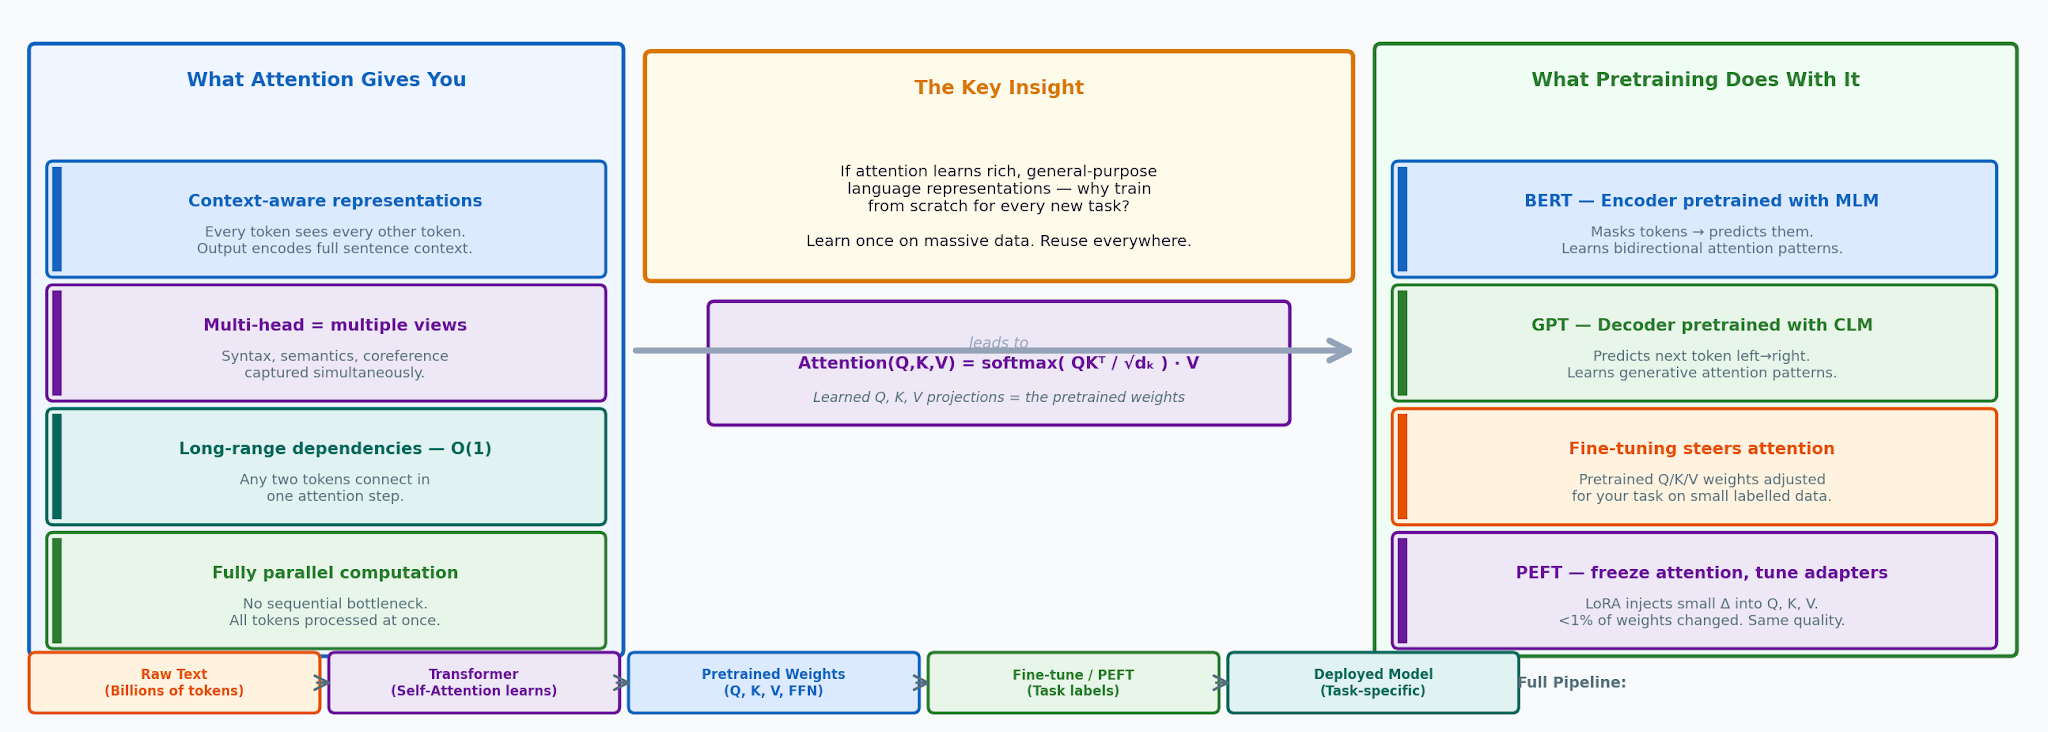 What Attention Gives You
Context-aware representations
Every token sees every other token.
Output encodes full sentence context.
Multi-head = multiple views
Syntax, semantics, coreference
captured simultaneously.
Long-range dependencies — O(1)
Any two tokens connect in
one attention step.
Fully parallel computation
No sequential bottleneck.
All tokens processed at once.
The Key Insight
If attention learns rich, general-purpose
language representations — why train
from scratch for every new task?
Learn once on massive data. Reuse everywhere.
leads to
Attention(Q,K,V) = softmax( QKᵀ / √dₖ ) · V
Learned Q, K, V projections = the pretrained weights
What Pretraining Does With It
BERT — Encoder pretrained with MLM
Masks tokens → predicts them.
Learns bidirectional attention patterns.
GPT — Decoder pretrained with CLM
Predicts next token left→right.
Learns generative attention patterns.
Fine-tuning steers attention
Pretrained Q/K/V weights adjusted
for your task on small labelled data.
PEFT — freeze attention, tune adapters
LoRA injects small Δ into Q, K, V.
<1% of weights changed. Same quality.
Raw Text
(Billions of tokens)
Transformer
(Self-Attention learns)
Pretrained Weights
(Q, K, V, FFN)
Fine-tune / PEFT
(Task labels)
Deployed Model
(Task-specific)
Full Pipeline: